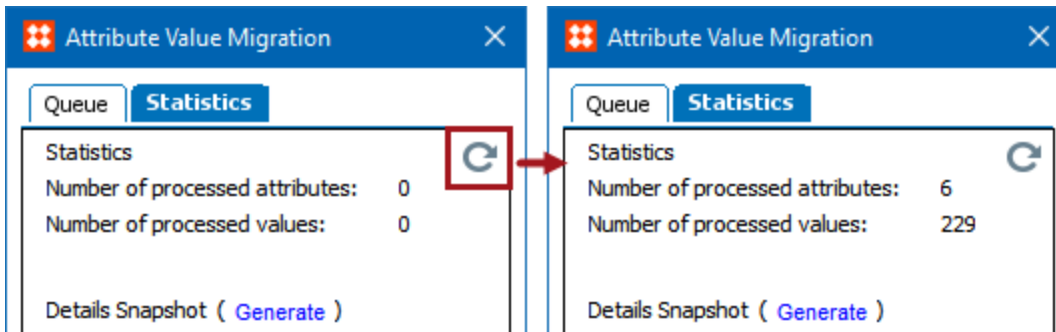 Attribute Value Migration
Queue Statistics
Statistics
Number of processed attributes: 0
Number of processed values: 0
Details Snapshot ( Generate )
Attribute Value Migration
Queue Statistics
Statistics
Number of processed attributes: 6
Number of processed values: 229
Details Snapshot ( Generate )